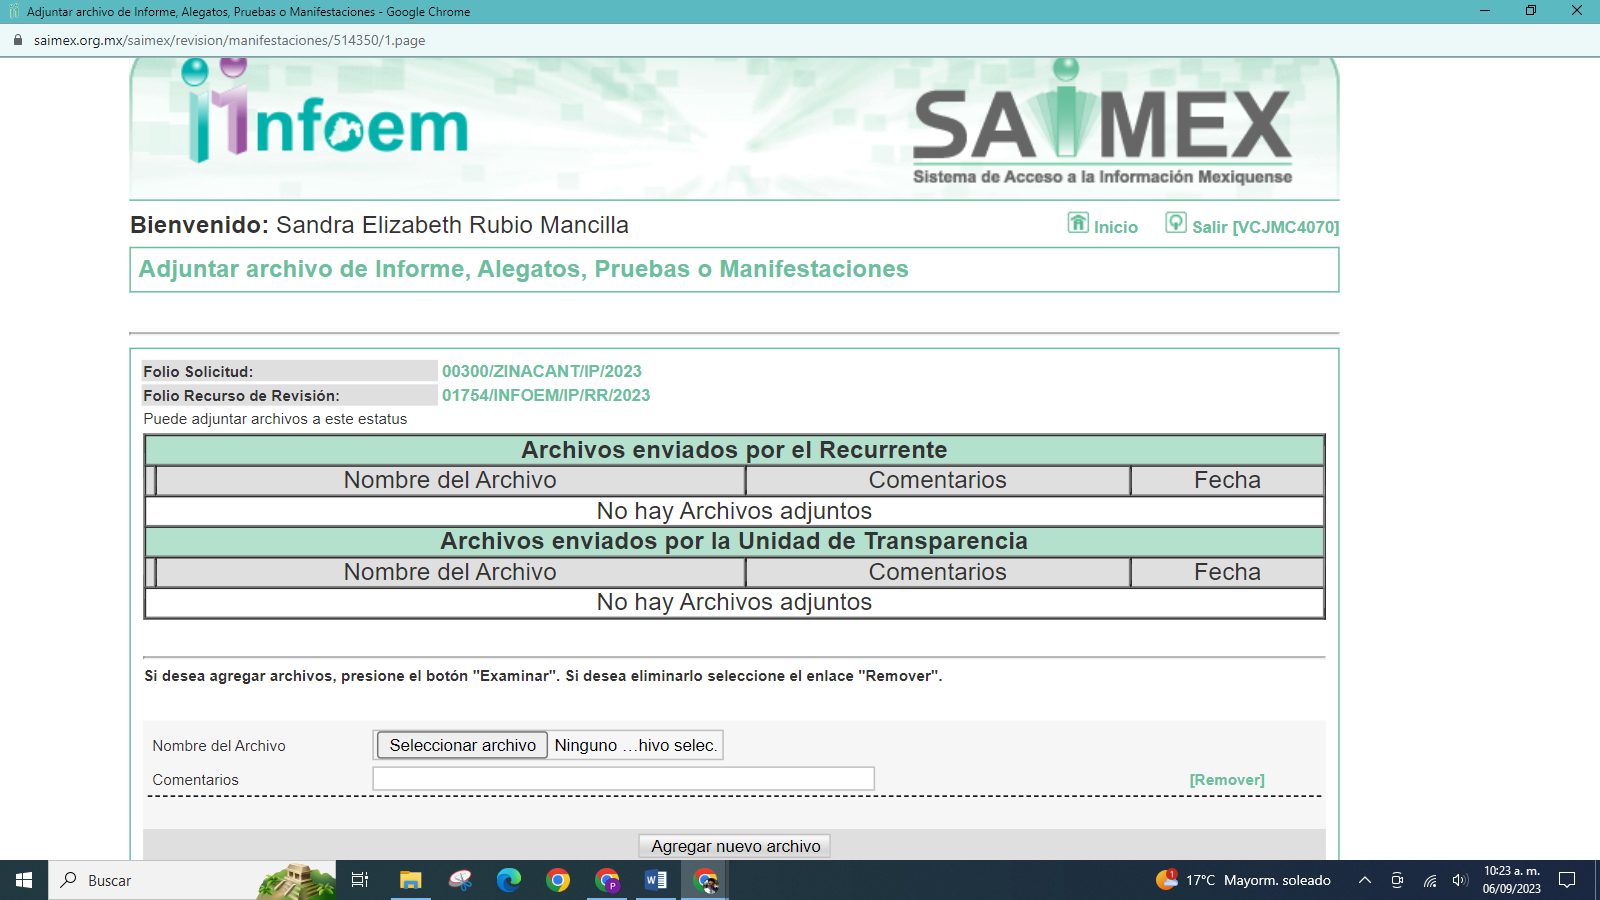 Adjuntar archivo de Informe, Alegatos, Pruebas o Manifestaciones - Google Chrome
saimex.org.mx/saimex/revision/manifestaciones/514350/1.page
infoem
SAIMEX
Sistema de Acceso a la Información Mexiquense
Bienvenido: Sandra Elizabeth Rubio Mancilla
Inicio
Salir [VCJMC4070]
Adjuntar archivo de Informe, Alegatos, Pruebas o Manifestaciones
Folio Solicitud: 00300/ZINACANT/IP/2023
Folio Recurso de Revisión: 01754/INFOEM/IP/RR/2023
Puede adjuntar archivos a este estatus
Archivos enviados por el Recurrente
Nombre del Archivo Comentarios Fecha
No hay Archivos adjuntos
Archivos enviados por la Unidad de Transparencia
Nombre del Archivo Comentarios Fecha
No hay Archivos adjuntos
Si desea agregar archivos, presione el botón "Examinar". Si desea eliminarlo seleccione el enlace "Remover".
Nombre del Archivo Seleccionar archivo Ninguno ...hivo selec.
Comentarios [Remover]
Agregar nuevo archivo
Buscar
1
P
W
17°C Mayorm. soleado
10:23 a. m.
06/09/2023